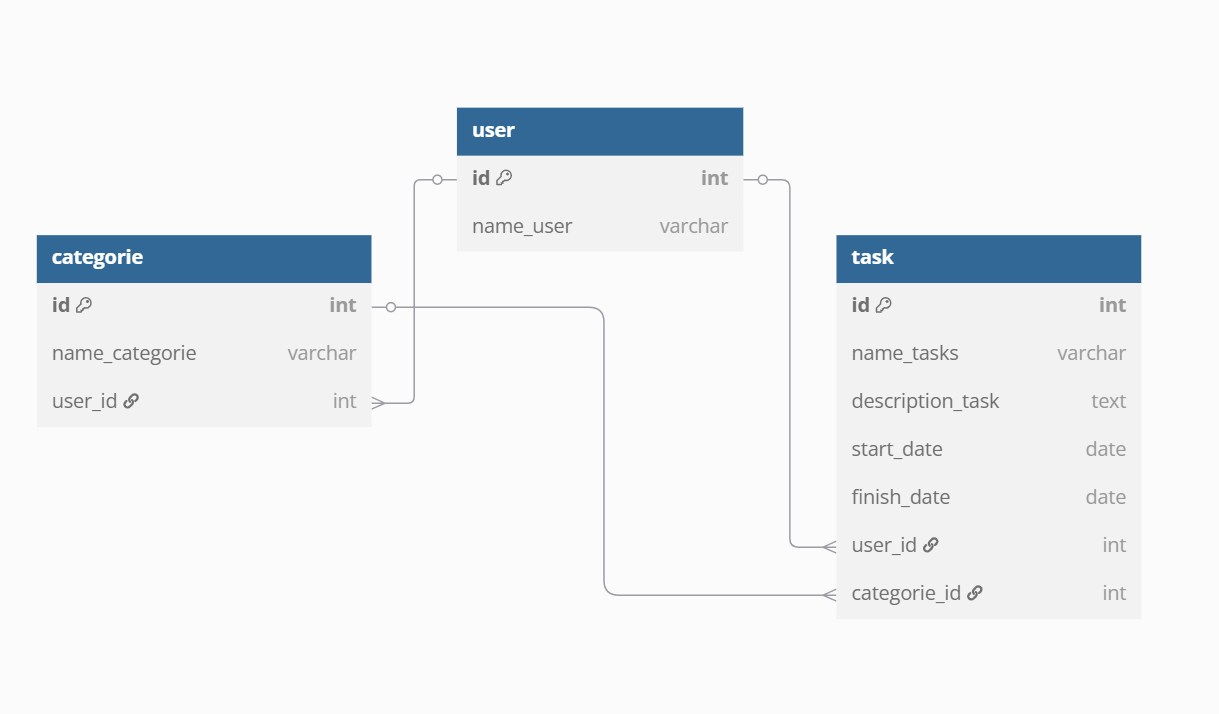 user
id int
name_user varchar
categorie
id int
name_categorie varchar
user_id int
task
id int
name_tasks varchar
description_task text
start_date date
finish_date date
user_id int
categorie_id int